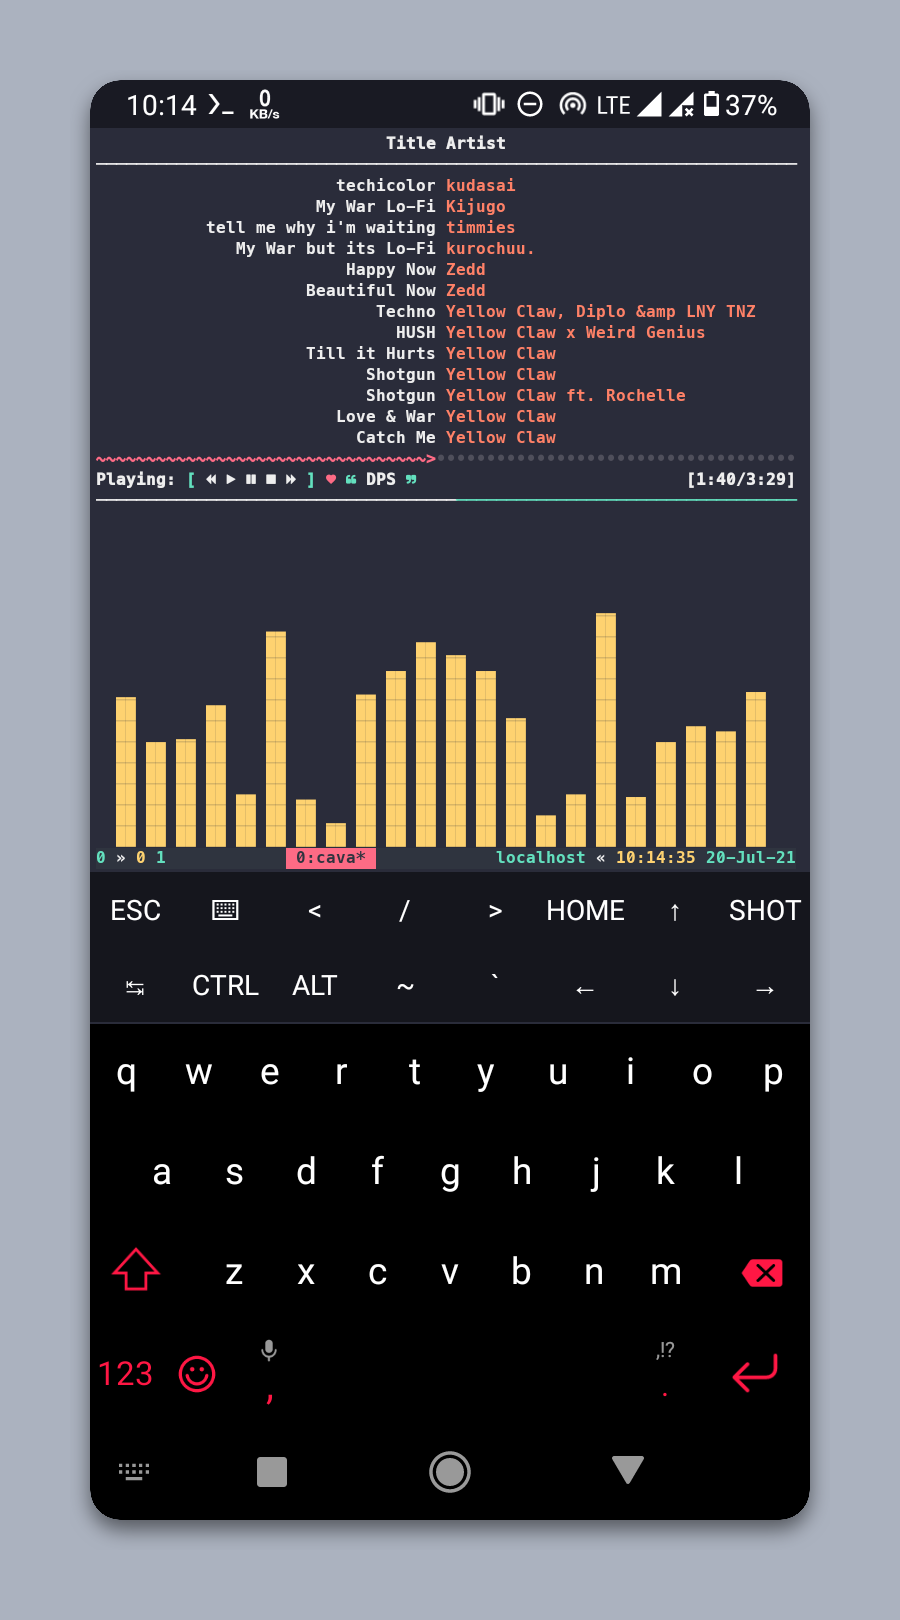 10:14 0 KB/s LTE 37%
Title Artist
techicolor kudasai
My War Lo-Fi Kijugo
tell me why i'm waiting timmies
My War but its Lo-Fi kurochuu.
Happy Now Zedd
Beautiful Now Zedd
Techno Yellow Claw, Diplo &amp LNY TNZ
HUSH Yellow Claw x Weird Genius
Till it Hurts Yellow Claw
Shotgun Yellow Claw
Shotgun Yellow Claw ft. Rochelle
Love & War Yellow Claw
Catch Me Yellow Claw
~~~~~~~~~~~~~~~~~~~~~~~~~~~~~~~~~>
Playing: [ ] ❝ DPS ❞ [1:40/3:29]
0 » 0 1 0:cava* localhost « 10:14:35 20-Jul-21
ESC < / > HOME ↑ SHOT
↹ CTRL ALT ~ ` ← ↓ →
q w e r t y u i o p
a s d f g h j k l
z x c v b n m
,!?
123 , .